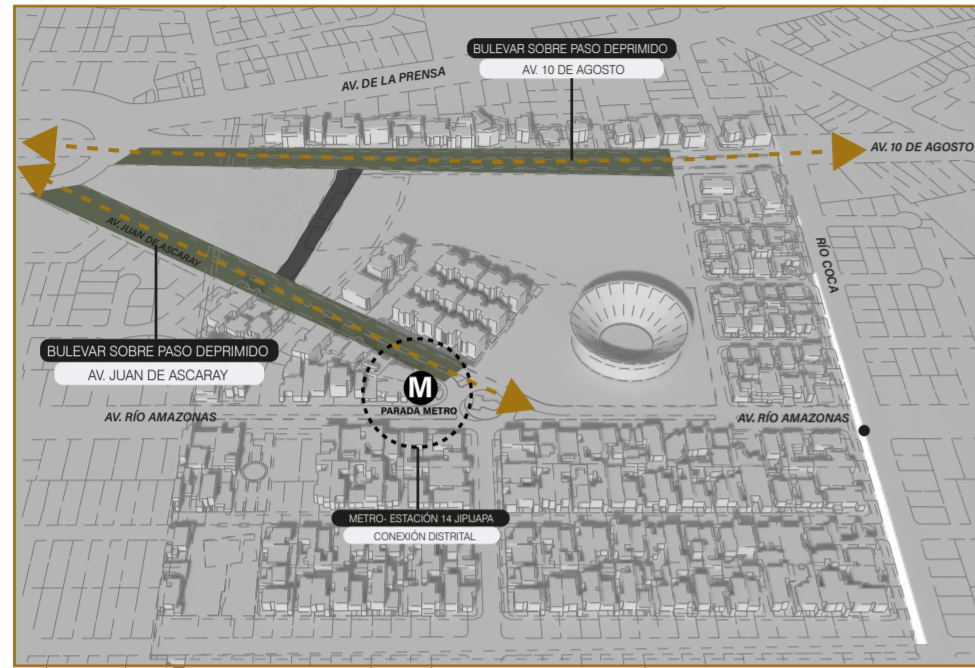 BULEVAR SOBRE PASO DEPRIMIDO
AV. 10 DE AGOSTO
AV. DE LA PRENSA
AV. 10 DE AGOSTO
AV. JUAN DE ASCARAY
RÍO COCA
BULEVAR SOBRE PASO DEPRIMIDO
AV. JUAN DE ASCARAY
M
PARADA METRO
AV. RÍO AMAZONAS
AV. RÍO AMAZONAS
METRO- ESTACIÓN 14 JIPIJAPA
CONEXIÓN DISTRITAL